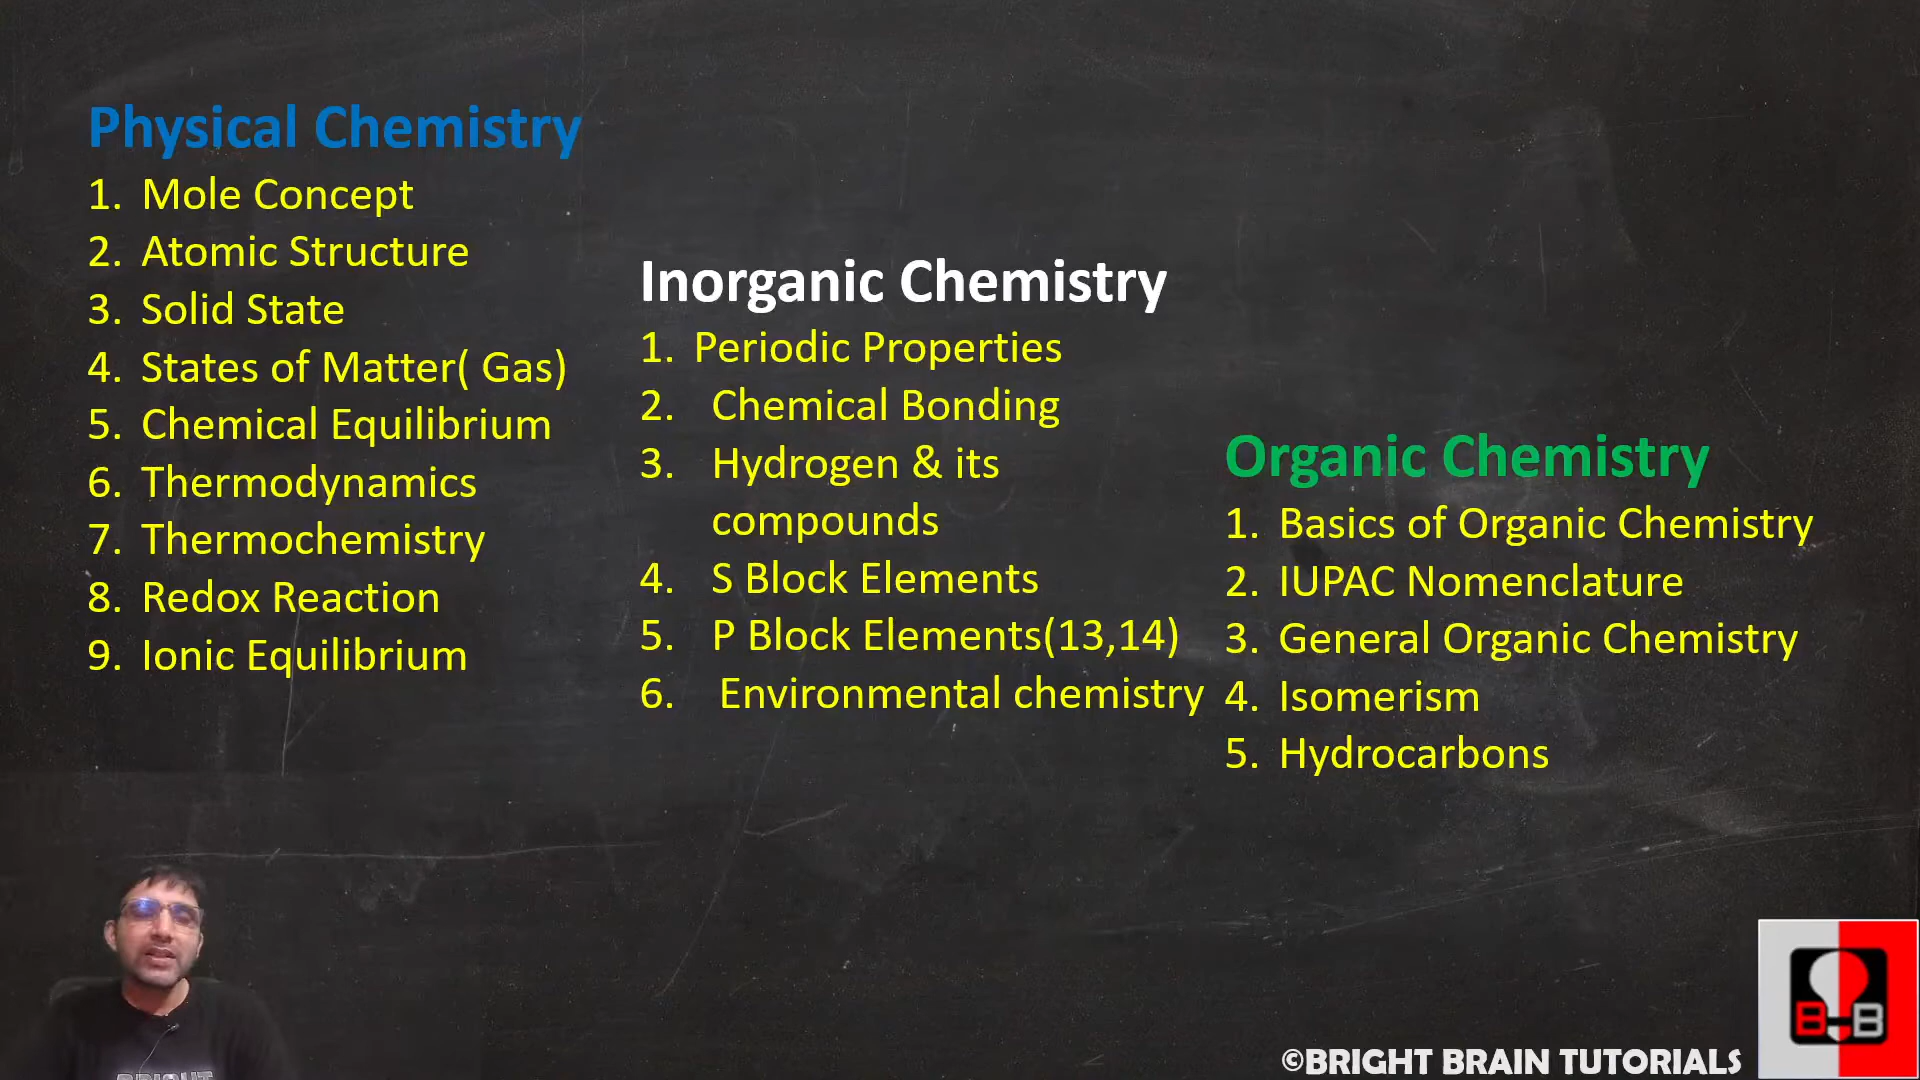 Physical Chemistry
1. Mole Concept
2. Atomic Structure
3. Solid State
4. States of Matter( Gas)
5. Chemical Equilibrium
6. Thermodynamics
7. Thermochemistry
8. Redox Reaction
9. Ionic Equilibrium
Inorganic Chemistry
1. Periodic Properties
2. Chemical Bonding
3. Hydrogen & its
compounds
4. S Block Elements
5. P Block Elements(13,14)
6. Environmental chemistry
Organic Chemistry
1. Basics of Organic Chemistry
2. IUPAC Nomenclature
3. General Organic Chemistry
4. Isomerism
5. Hydrocarbons
BRIGHT
B B
©BRIGHT BRAIN TUTORIALS